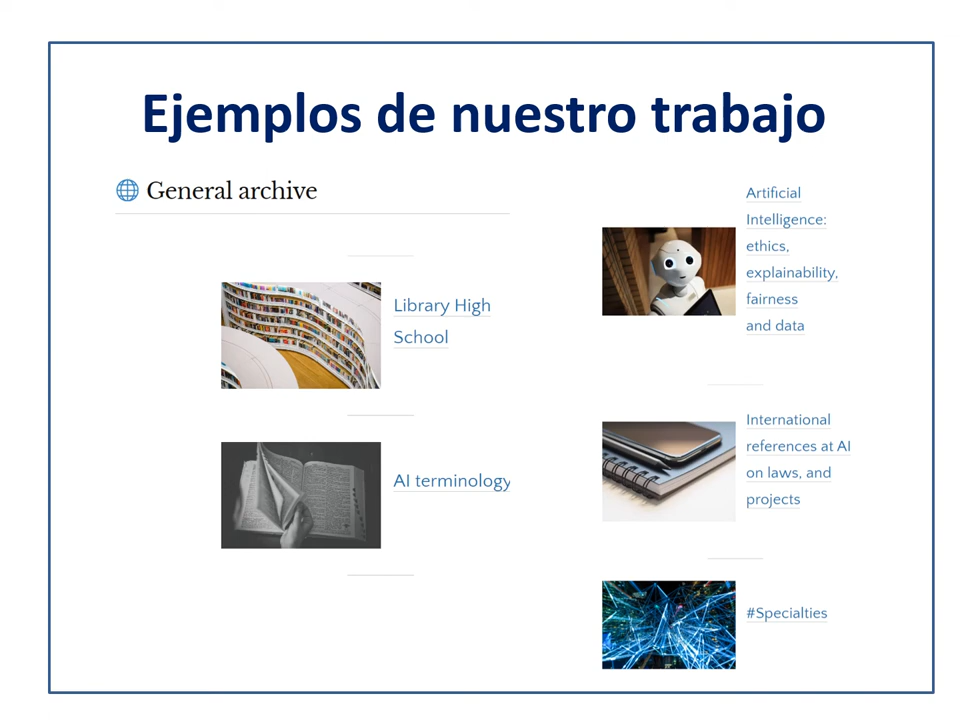 Ejemplos de nuestro trabajo
General archive
Library High
School
AI terminology
Artificial
Intelligence:
ethics,
explainability,
fairness
and data
International
references at AI
on laws, and
projects
#Specialties